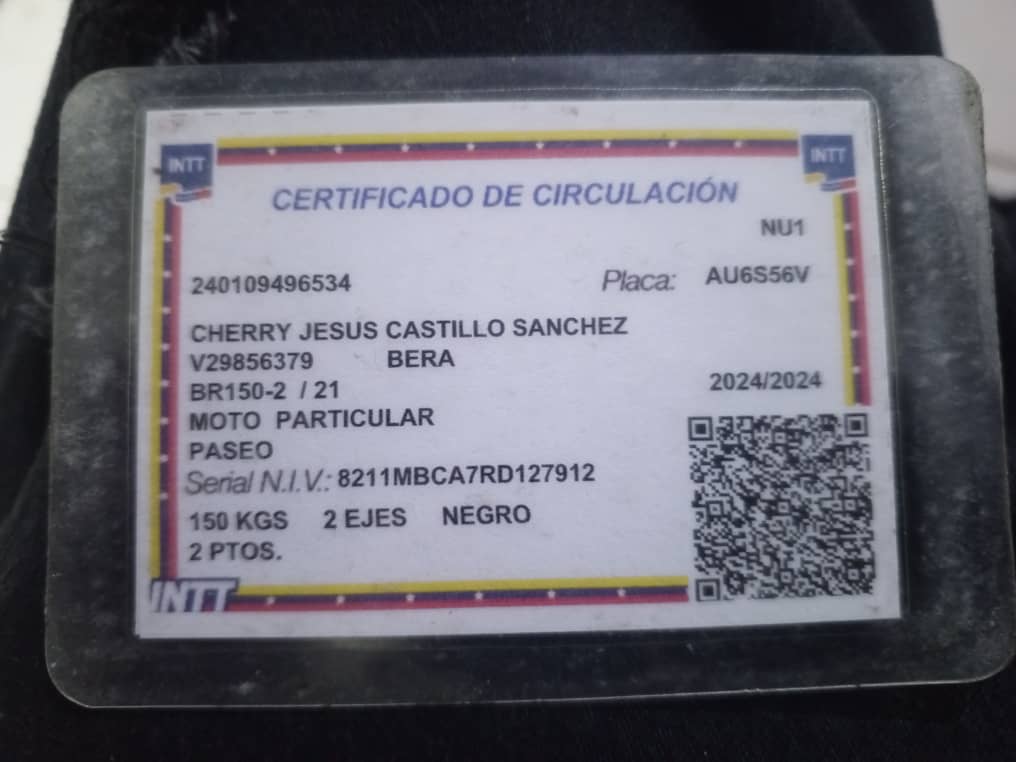 INTT INTT
CERTIFICADO DE CIRCULACIÓN
NU1
240109496534 Placa: AU6S56V
CHERRY JESUS CASTILLO SANCHEZ
V29856379 BERA
BR150-2 / 21 2024/2024
MOTO PARTICULAR
PASEO
Serial N.I.V.: 8211MBCA7RD127912
150 KGS 2 EJES NEGRO
2 PTOS.
INTT